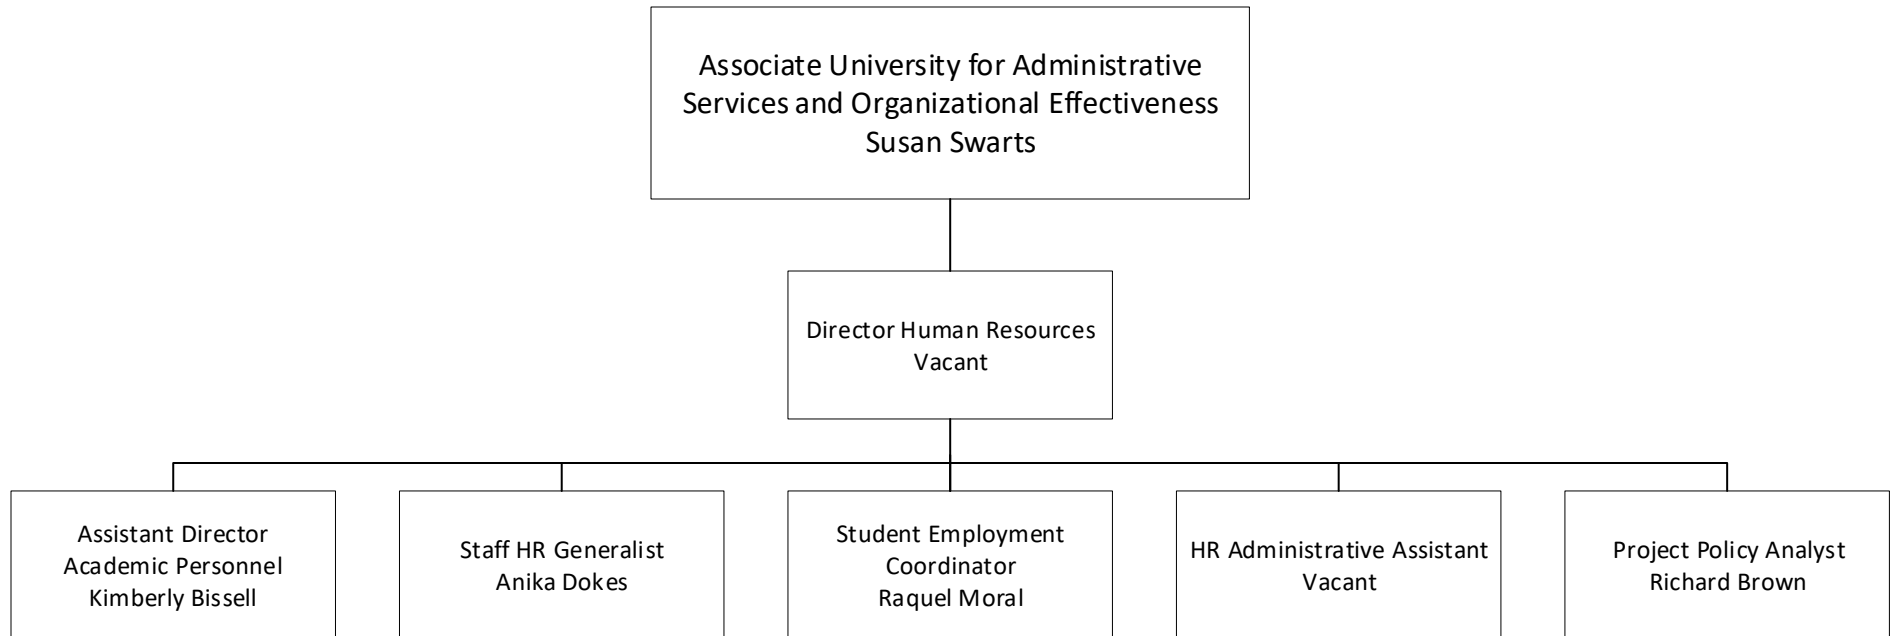 Associate University for Administrative
Services and Organizational Effectiveness
Susan Swarts
Director Human Resources
Vacant
Assistant Director
Academic Personnel
Kimberly Bissell
Staff HR Generalist
Anika Dokes
Student Employment
Coordinator
Raquel Moral
HR Administrative Assistant
Vacant
Project Policy Analyst
Richard Brown